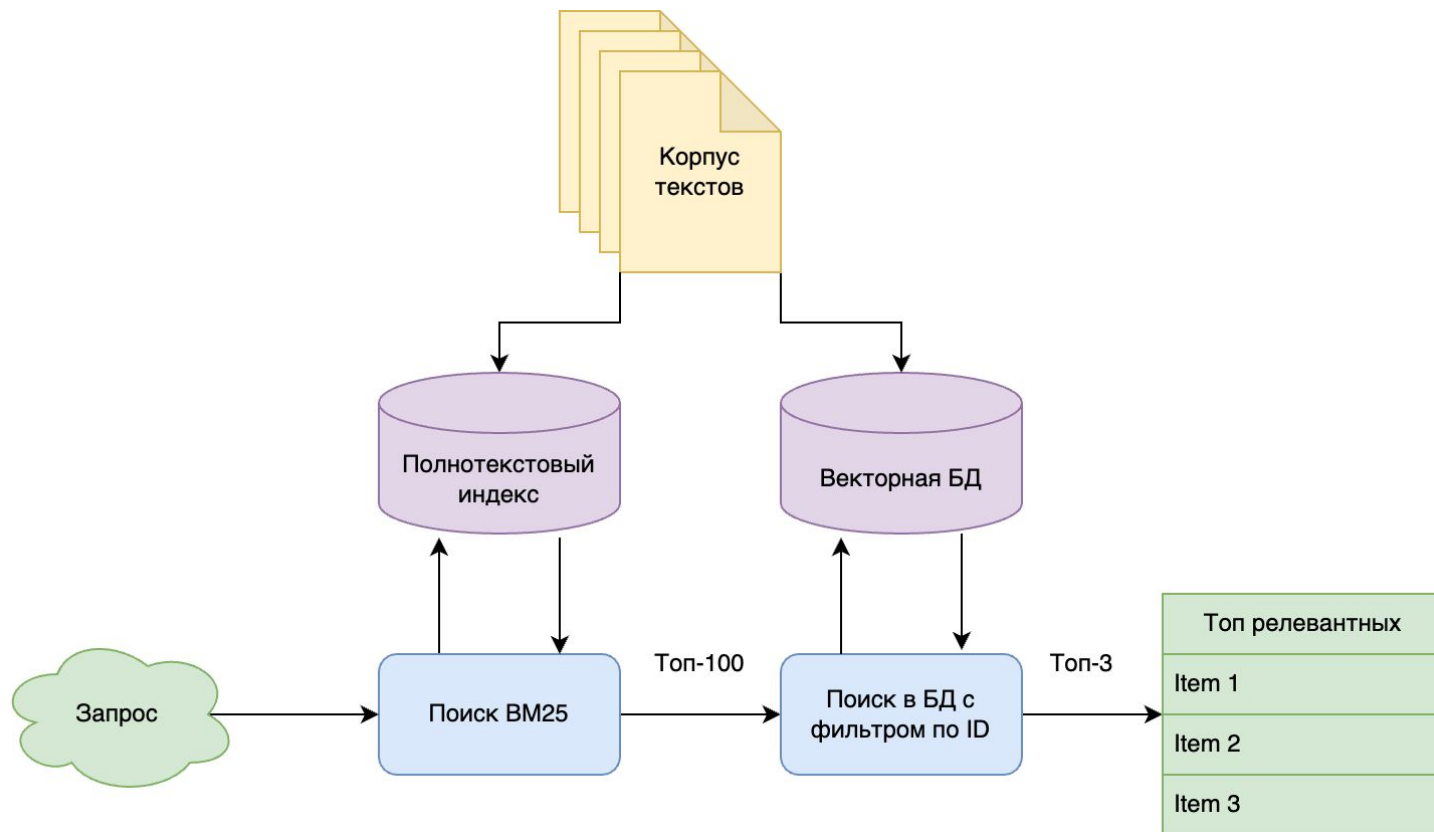 Корпус
текстов
Полнотекстовый
индекс
Векторная БД
Запрос
Поиск BM25
Топ-100
Поиск в БД с
фильтром по ID
Топ-3
Топ релевантных
Item 1
Item 2
Item 3